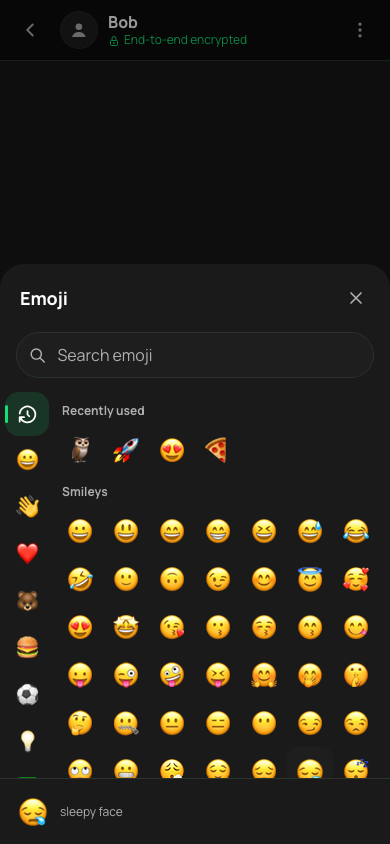 Bob
End-to-end encrypted
Emoji
Search emoji
Recently used
Smileys
sleepy face